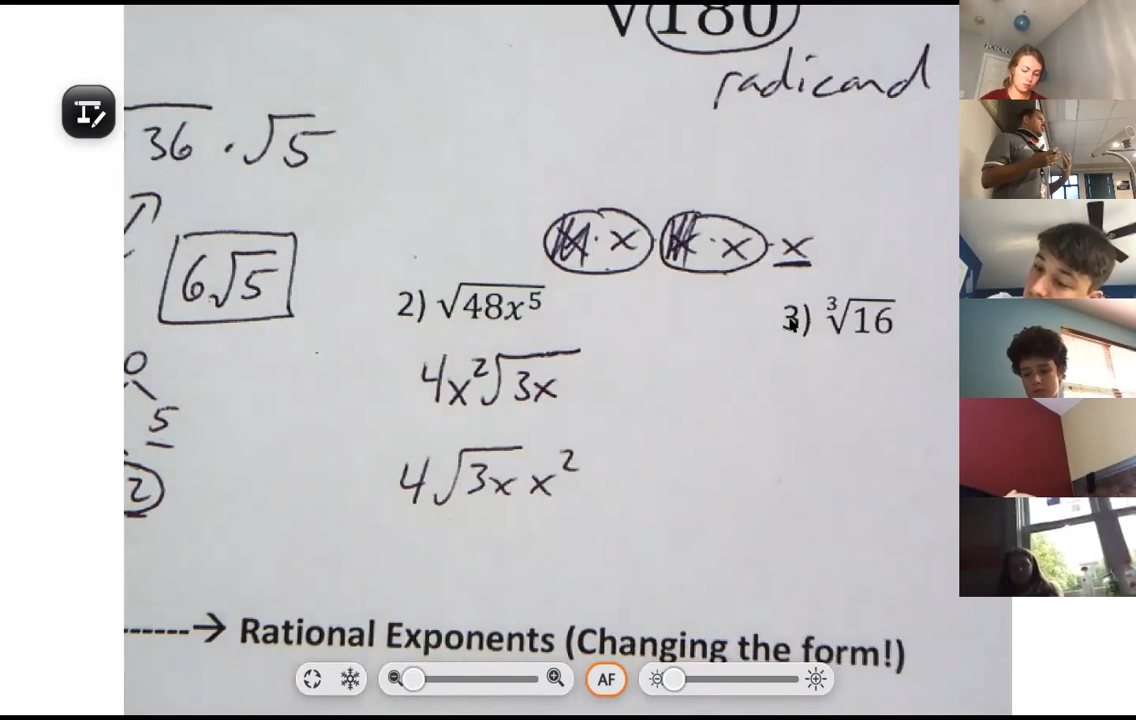 √180
radicand
36 · √5
6√5
· x · x · x
2) √48x⁵
3) ∛16
4x²√3x
5
2
4√3x x²
------→ Rational Exponents (Changing the form!)
AF